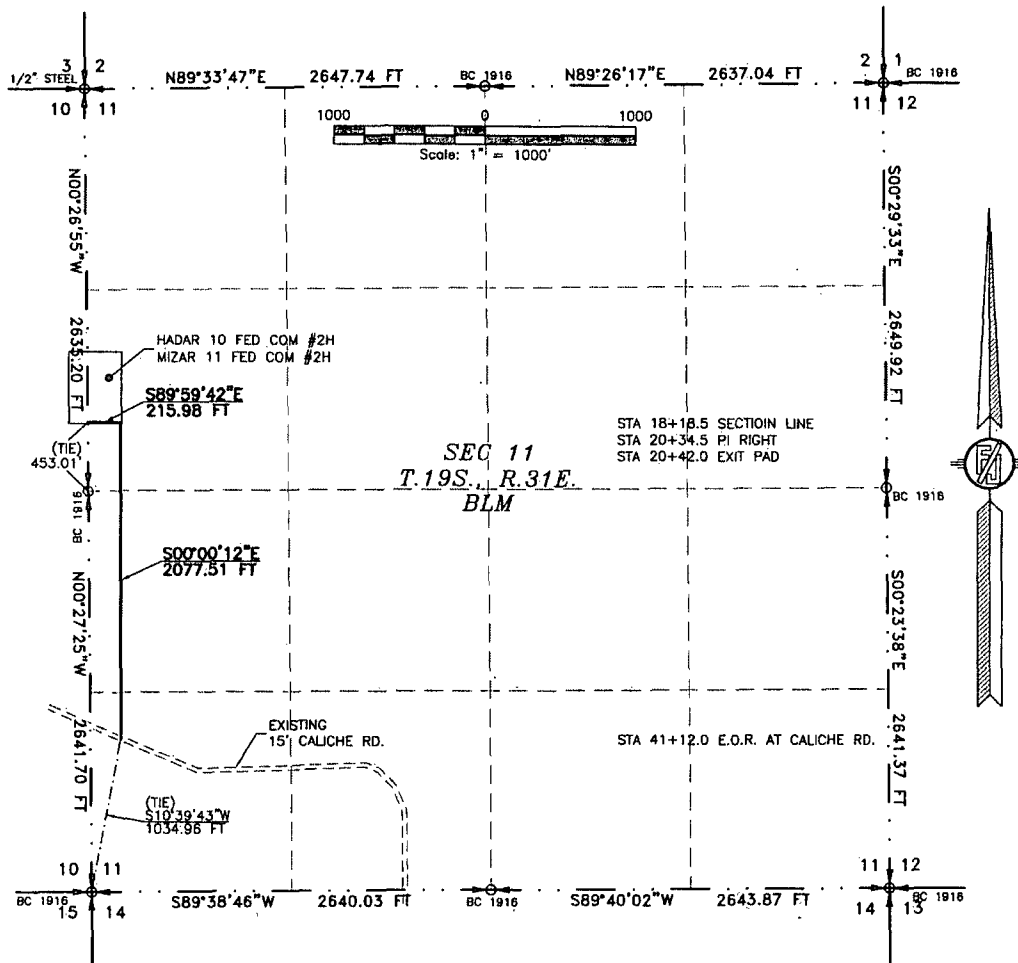 3 2
1/2" STEEL
10 11
N89°33'47"E 2647.74 FT
BC 1916
N89°26'17"E 2637.04 FT
2 1
BC 1916
11 12
1000 0 1000
Scale: 1" = 1000'
N00°26'55"W 2635.20 FT
S00°29'33"E 2649.92 FT
HADAR 10 FED COM #2H
MIZAR 11 FED COM #2H
S89°59'42"E
215.98 FT
(TIE)
453.01'
STA 18+18.5 SECTIOIN LINE
STA 20+34.5 PI RIGHT
STA 20+42.0 EXIT PAD
SEC 11
T.19S., R.31E.
BLM
BC 1916
BC 1916
S00°00'12"E
2077.51 FT
N00°27'25"W 2641.70 FT
S00°23'38"E 2641.37 FT
EXISTING
15' CALICHE RD.
STA 41+12.0 E.O.R. AT CALICHE RD.
(TIE)
S10°39'43"W
1034.96 FT
10 11
BC 1916
15 14
S89°38'46"W 2640.03 FT
BC 1916
S89°40'02"W 2643.87 FT
11 12
BC 1916
14 13